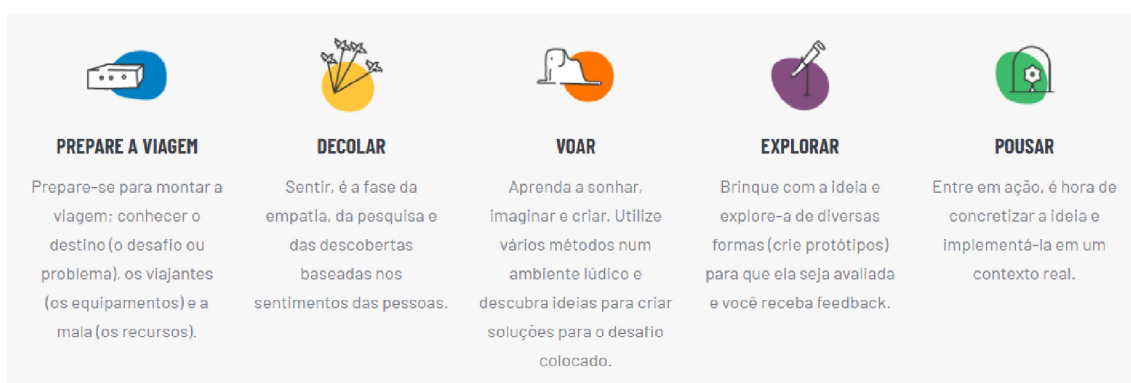 PREPARE A VIAGEM
Prepare-se para montar a
viagem; conhecer o
destino (o desafio ou
problema), os viajantes
(os equipamentos) e a
mala (os recursos).
DECOLAR
Sentir, é a fase da
empatia, da pesquisa e
das descobertas
baseadas nos
sentimentos das pessoas.
VOAR
Aprenda a sonhar,
imaginar e criar. Utilize
vários métodos num
ambiente lúdico e
descubra ideias para criar
soluções para o desafio
colocado.
EXPLORAR
Brinque com a ideia e
explore-a de diversas
formas (crie protótipos)
para que ela seja avaliada
e você receba feedback.
POUSAR
Entre em ação, é hora de
concretizar a ideia e
implementá-la em um
contexto real.